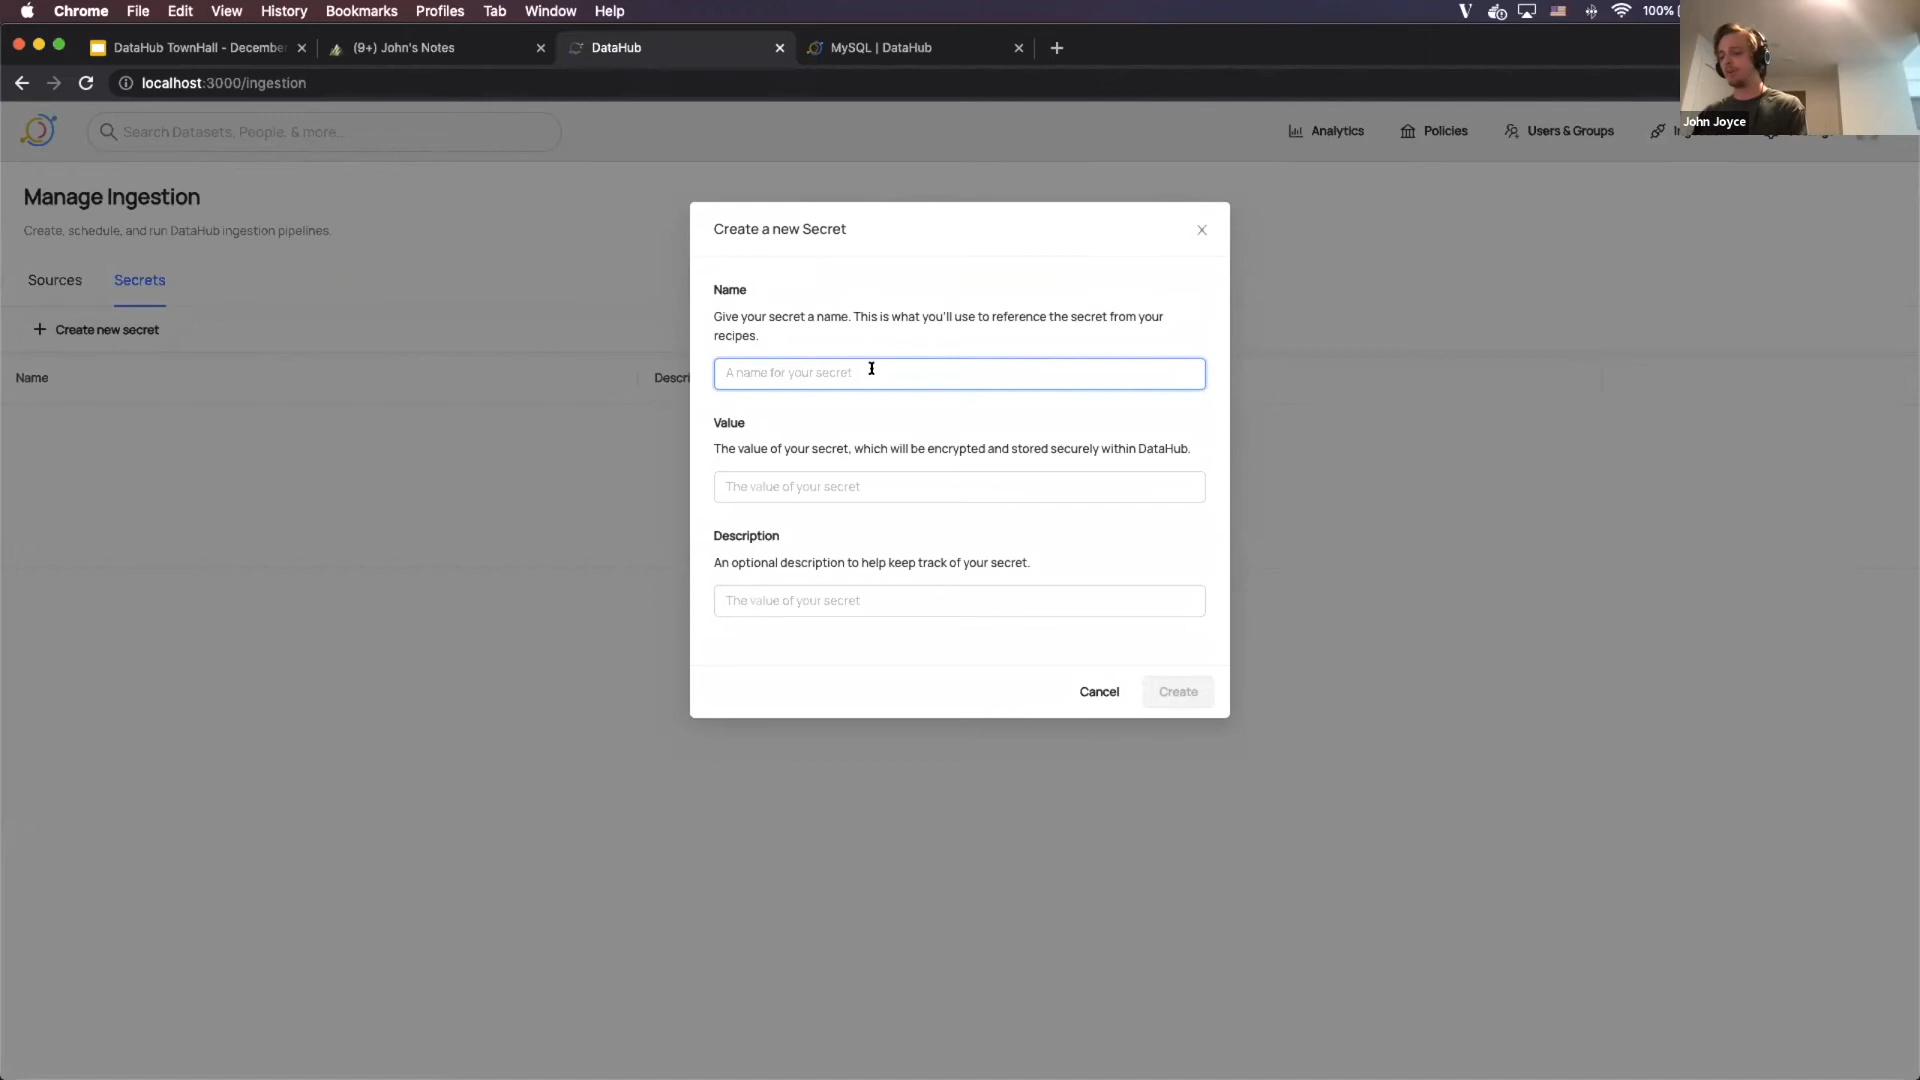 Chrome File Edit View History Bookmarks Profiles Tab Window Help 100%
DataHub TownHall - December (9+) John's Notes DataHub MySQL | DataHub
localhost:3000/ingestion
John Joyce
Search Datasets, People, & more...
Analytics Policies Users & Groups
Manage Ingestion
Create, schedule, and run DataHub ingestion pipelines.
Sources Secrets
+ Create new secret
Name Descri
Create a new Secret
Name
Give your secret a name. This is what you'll use to reference the secret from your
recipes.
A name for your secret
Value
The value of your secret, which will be encrypted and stored securely within DataHub.
The value of your secret
Description
An optional description to help keep track of your secret.
The value of your secret
Cancel Create